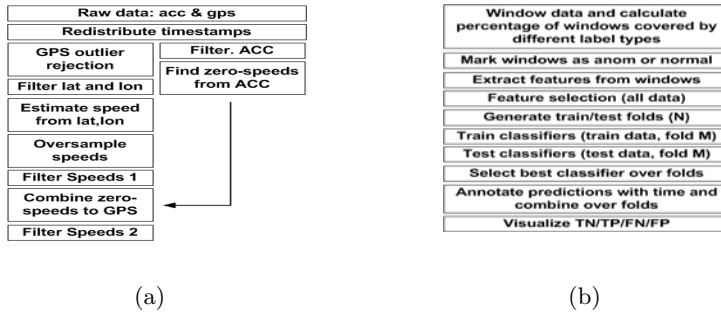 Raw data: acc & gps
Redistribute timestamps
GPS outlier
rejection
Filter lat and lon
Estimate speed
from lat,lon
Oversample
speeds
Filter Speeds 1
Combine zero-
speeds to GPS
Filter Speeds 2
Filter. ACC
Find zero-speeds
from ACC
(a)
Window data and calculate
percentage of windows covered by
different label types
Mark windows as anom or normal
Extract features from windows
Feature selection (all data)
Generate train/test folds (N)
Train classifiers (train data, fold M)
Test classifiers (test data, fold M)
Select best classifier over folds
Annotate predictions with time and
combine over folds
Visualize TN/TP/FN/FP
(b)